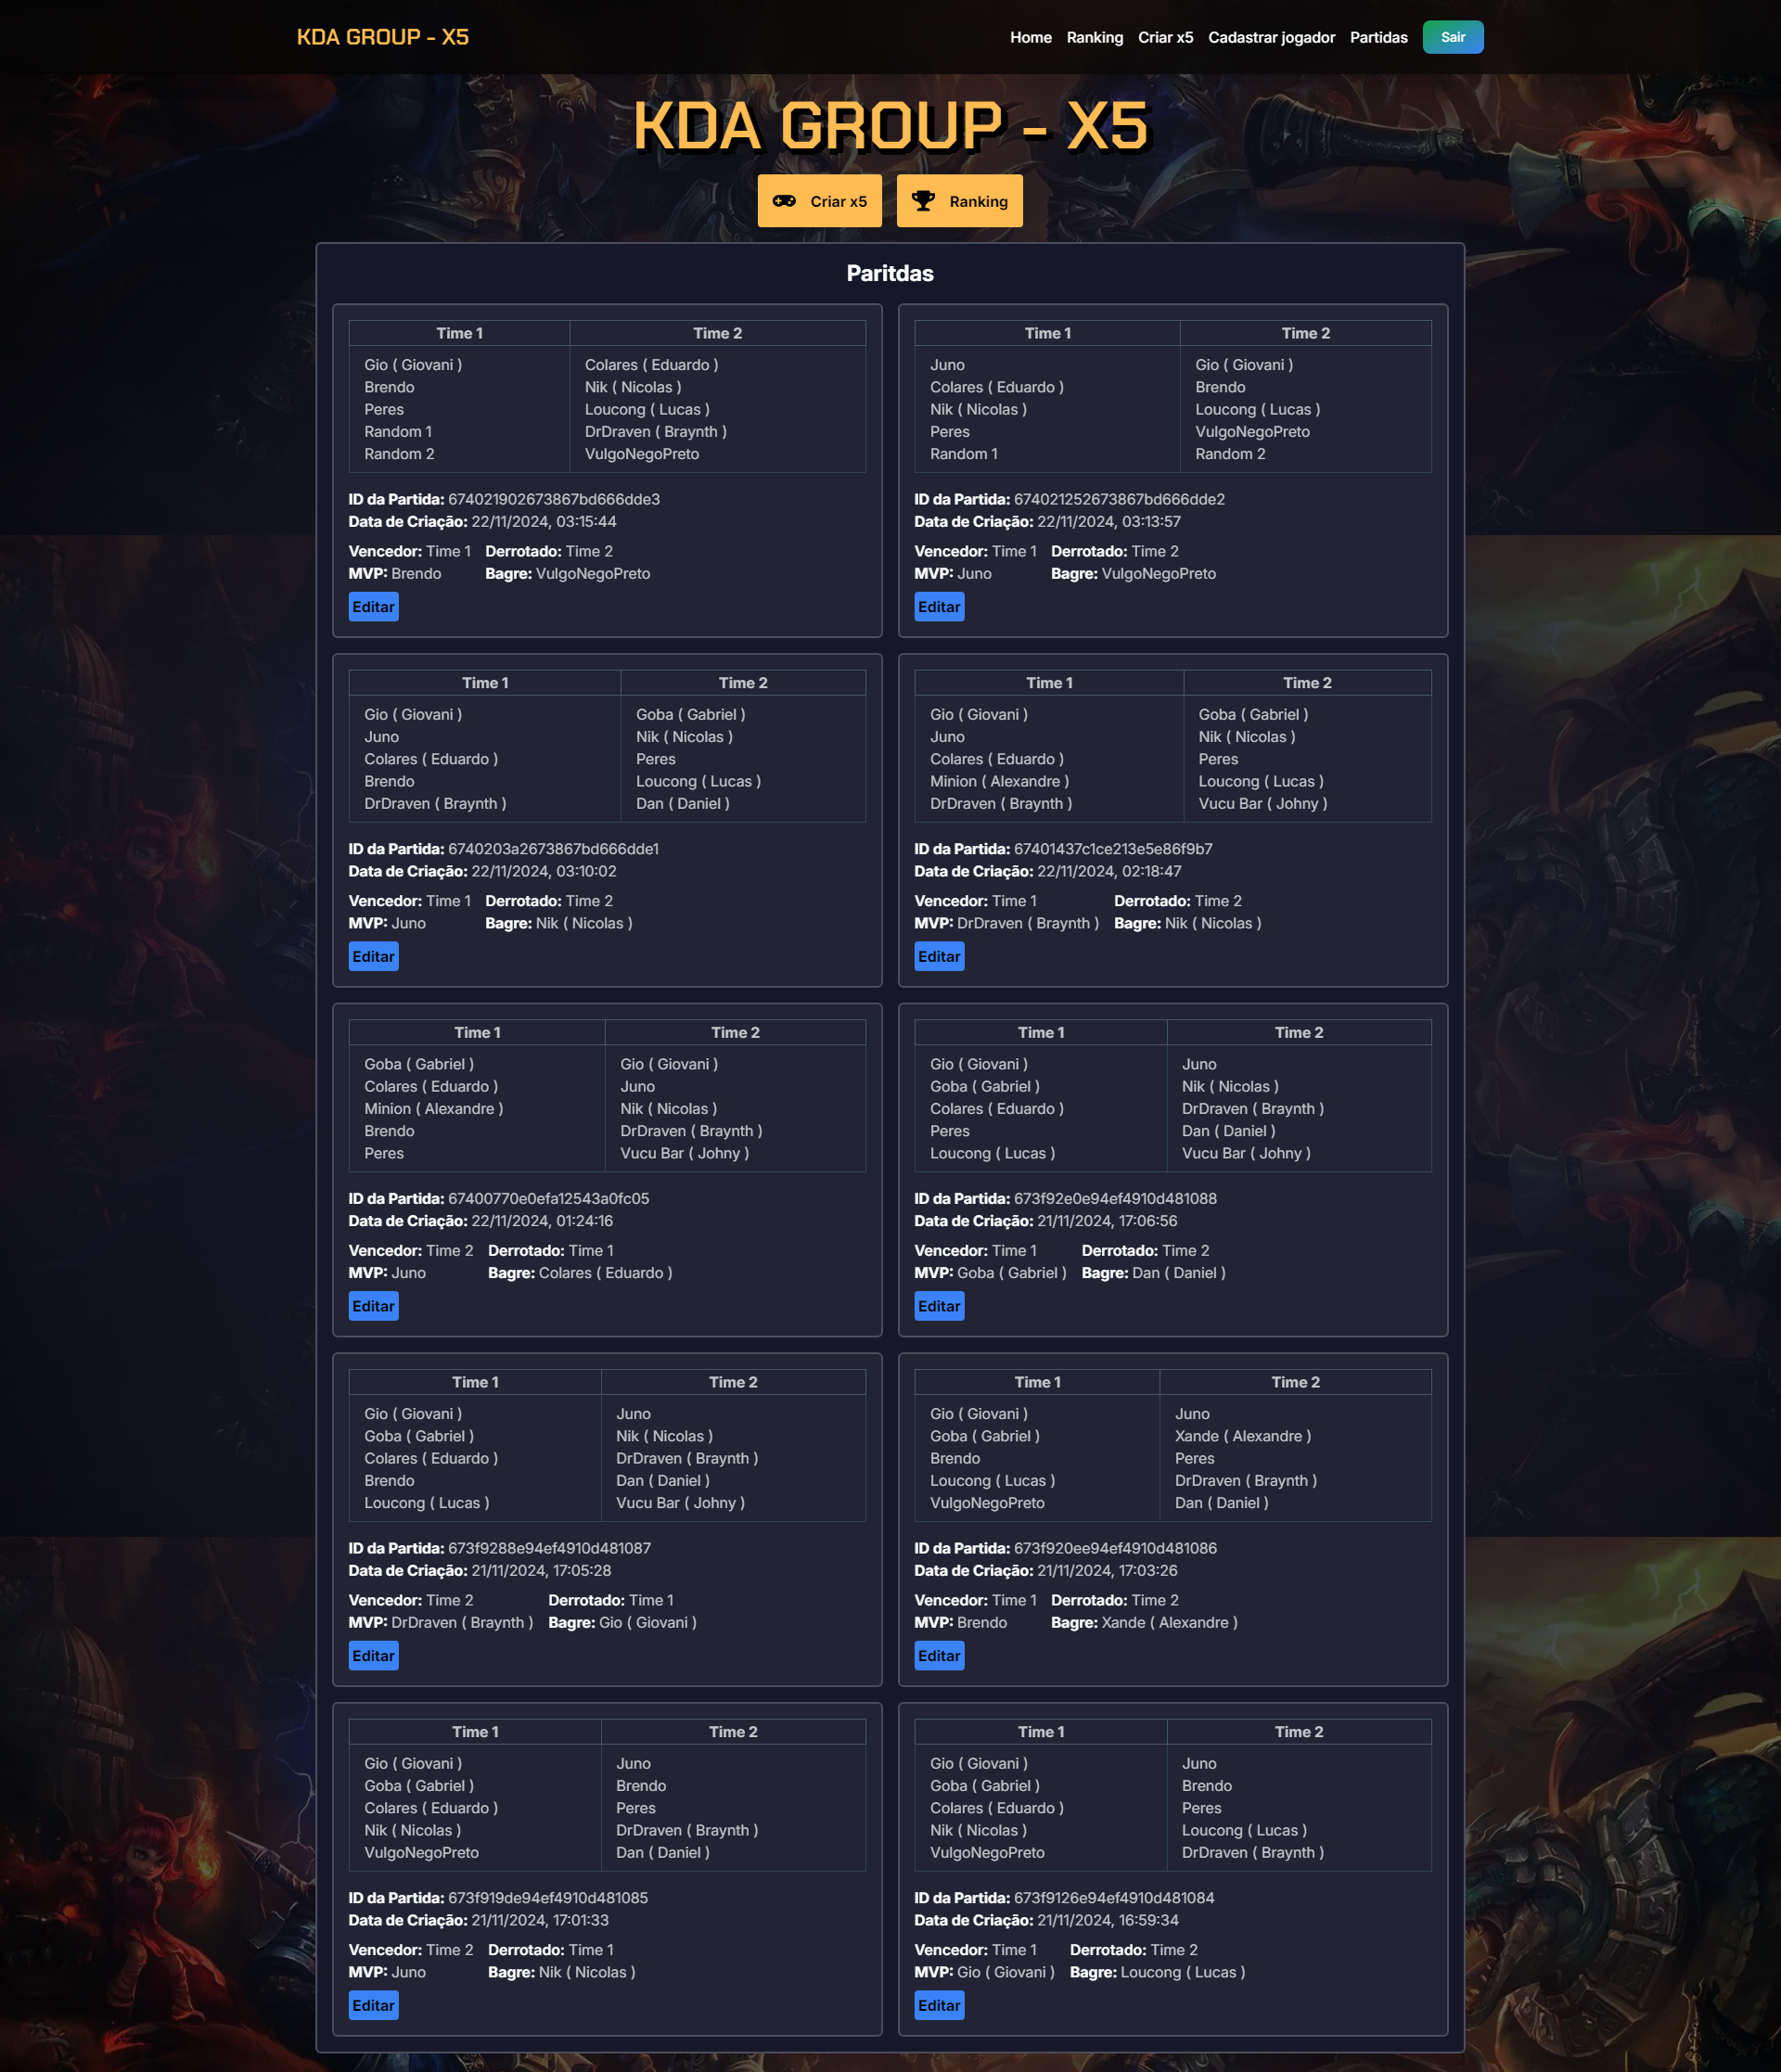 KDA GROUP - X5
Home Ranking Criar x5 Cadastrar jogador Partidas Sair
KDA GROUP - X5
Criar x5 Ranking
Paritdas
Time 1 Time 2
Gio ( Giovani ) Colares ( Eduardo )
Brendo Nik ( Nicolas )
Peres Loucong ( Lucas )
Random 1 DrDraven ( Braynth )
Random 2 VulgoNegoPreto
ID da Partida: 674021902673867bd666dde3
Data de Criação: 22/11/2024, 03:15:44
Vencedor: Time 1 Derrotado: Time 2
MVP: Brendo Bagre: VulgoNegoPreto
Editar
Time 1 Time 2
Juno Gio ( Giovani )
Colares ( Eduardo ) Brendo
Nik ( Nicolas ) Loucong ( Lucas )
Peres VulgoNegoPreto
Random 1 Random 2
ID da Partida: 674021252673867bd666dde2
Data de Criação: 22/11/2024, 03:13:57
Vencedor: Time 1 Derrotado: Time 2
MVP: Juno Bagre: VulgoNegoPreto
Editar
Time 1 Time 2
Gio ( Giovani ) Goba ( Gabriel )
Juno Nik ( Nicolas )
Colares ( Eduardo ) Peres
Brendo Loucong ( Lucas )
DrDraven ( Braynth ) Dan ( Daniel )
ID da Partida: 6740203a2673867bd666dde1
Data de Criação: 22/11/2024, 03:10:02
Vencedor: Time 1 Derrotado: Time 2
MVP: Juno Bagre: Nik ( Nicolas )
Editar
Time 1 Time 2
Gio ( Giovani ) Goba ( Gabriel )
Juno Nik ( Nicolas )
Colares ( Eduardo ) Peres
Minion ( Alexandre ) Loucong ( Lucas )
DrDraven ( Braynth ) Vucu Bar ( Johny )
ID da Partida: 67401437c1ce213e5e86f9b7
Data de Criação: 22/11/2024, 02:18:47
Vencedor: Time 1 Derrotado: Time 2
MVP: DrDraven ( Braynth ) Bagre: Nik ( Nicolas )
Editar
Time 1 Time 2
Goba ( Gabriel ) Gio ( Giovani )
Colares ( Eduardo ) Juno
Minion ( Alexandre ) Nik ( Nicolas )
Brendo DrDraven ( Braynth )
Peres Vucu Bar ( Johny )
ID da Partida: 67400770e0efa12543a0fc05
Data de Criação: 22/11/2024, 01:24:16
Vencedor: Time 2 Derrotado: Time 1
MVP: Juno Bagre: Colares ( Eduardo )
Editar
Time 1 Time 2
Gio ( Giovani ) Juno
Goba ( Gabriel ) Nik ( Nicolas )
Colares ( Eduardo ) DrDraven ( Braynth )
Peres Dan ( Daniel )
Loucong ( Lucas ) Vucu Bar ( Johny )
ID da Partida: 673f92e0e94ef4910d481088
Data de Criação: 21/11/2024, 17:06:56
Vencedor: Time 1 Derrotado: Time 2
MVP: Goba ( Gabriel ) Bagre: Dan ( Daniel )
Editar
Time 1 Time 2
Gio ( Giovani ) Juno
Goba ( Gabriel ) Nik ( Nicolas )
Colares ( Eduardo ) DrDraven ( Braynth )
Brendo Dan ( Daniel )
Loucong ( Lucas ) Vucu Bar ( Johny )
ID da Partida: 673f9288e94ef4910d481087
Data de Criação: 21/11/2024, 17:05:28
Vencedor: Time 2 Derrotado: Time 1
MVP: DrDraven ( Braynth ) Bagre: Gio ( Giovani )
Editar
Time 1 Time 2
Gio ( Giovani ) Juno
Goba ( Gabriel ) Xande ( Alexandre )
Brendo Peres
Loucong ( Lucas ) DrDraven ( Braynth )
VulgoNegoPreto Dan ( Daniel )
ID da Partida: 673f920ee94ef4910d481086
Data de Criação: 21/11/2024, 17:03:26
Vencedor: Time 1 Derrotado: Time 2
MVP: Brendo Bagre: Xande ( Alexandre )
Editar
Time 1 Time 2
Gio ( Giovani ) Juno
Goba ( Gabriel ) Brendo
Colares ( Eduardo ) Peres
Nik ( Nicolas ) DrDraven ( Braynth )
VulgoNegoPreto Dan ( Daniel )
ID da Partida: 673f919de94ef4910d481085
Data de Criação: 21/11/2024, 17:01:33
Vencedor: Time 2 Derrotado: Time 1
MVP: Juno Bagre: Nik ( Nicolas )
Editar
Time 1 Time 2
Gio ( Giovani ) Juno
Goba ( Gabriel ) Brendo
Colares ( Eduardo ) Peres
Nik ( Nicolas ) Loucong ( Lucas )
VulgoNegoPreto DrDraven ( Braynth )
ID da Partida: 673f9126e94ef4910d481084
Data de Criação: 21/11/2024, 16:59:34
Vencedor: Time 1 Derrotado: Time 2
MVP: Gio ( Giovani ) Bagre: Loucong ( Lucas )
Editar